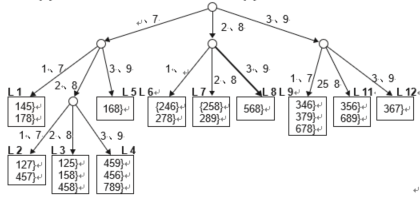 、7 2、8 3、9
1、7 2、8 3、9 1、 2、8 3、9 1、7 25 8 3、9
L 1 L 5 L 6 L 7 L 8 L 9 L 11 L 12
145} 168} {246} {258} 568} 346} 356} 367}
178} 278} 289} 379} 689}
678}
1、7 2、8 3、9
L 2 L 3 L 4
127} 125} 459}
457} 158} 456}
458} 789}